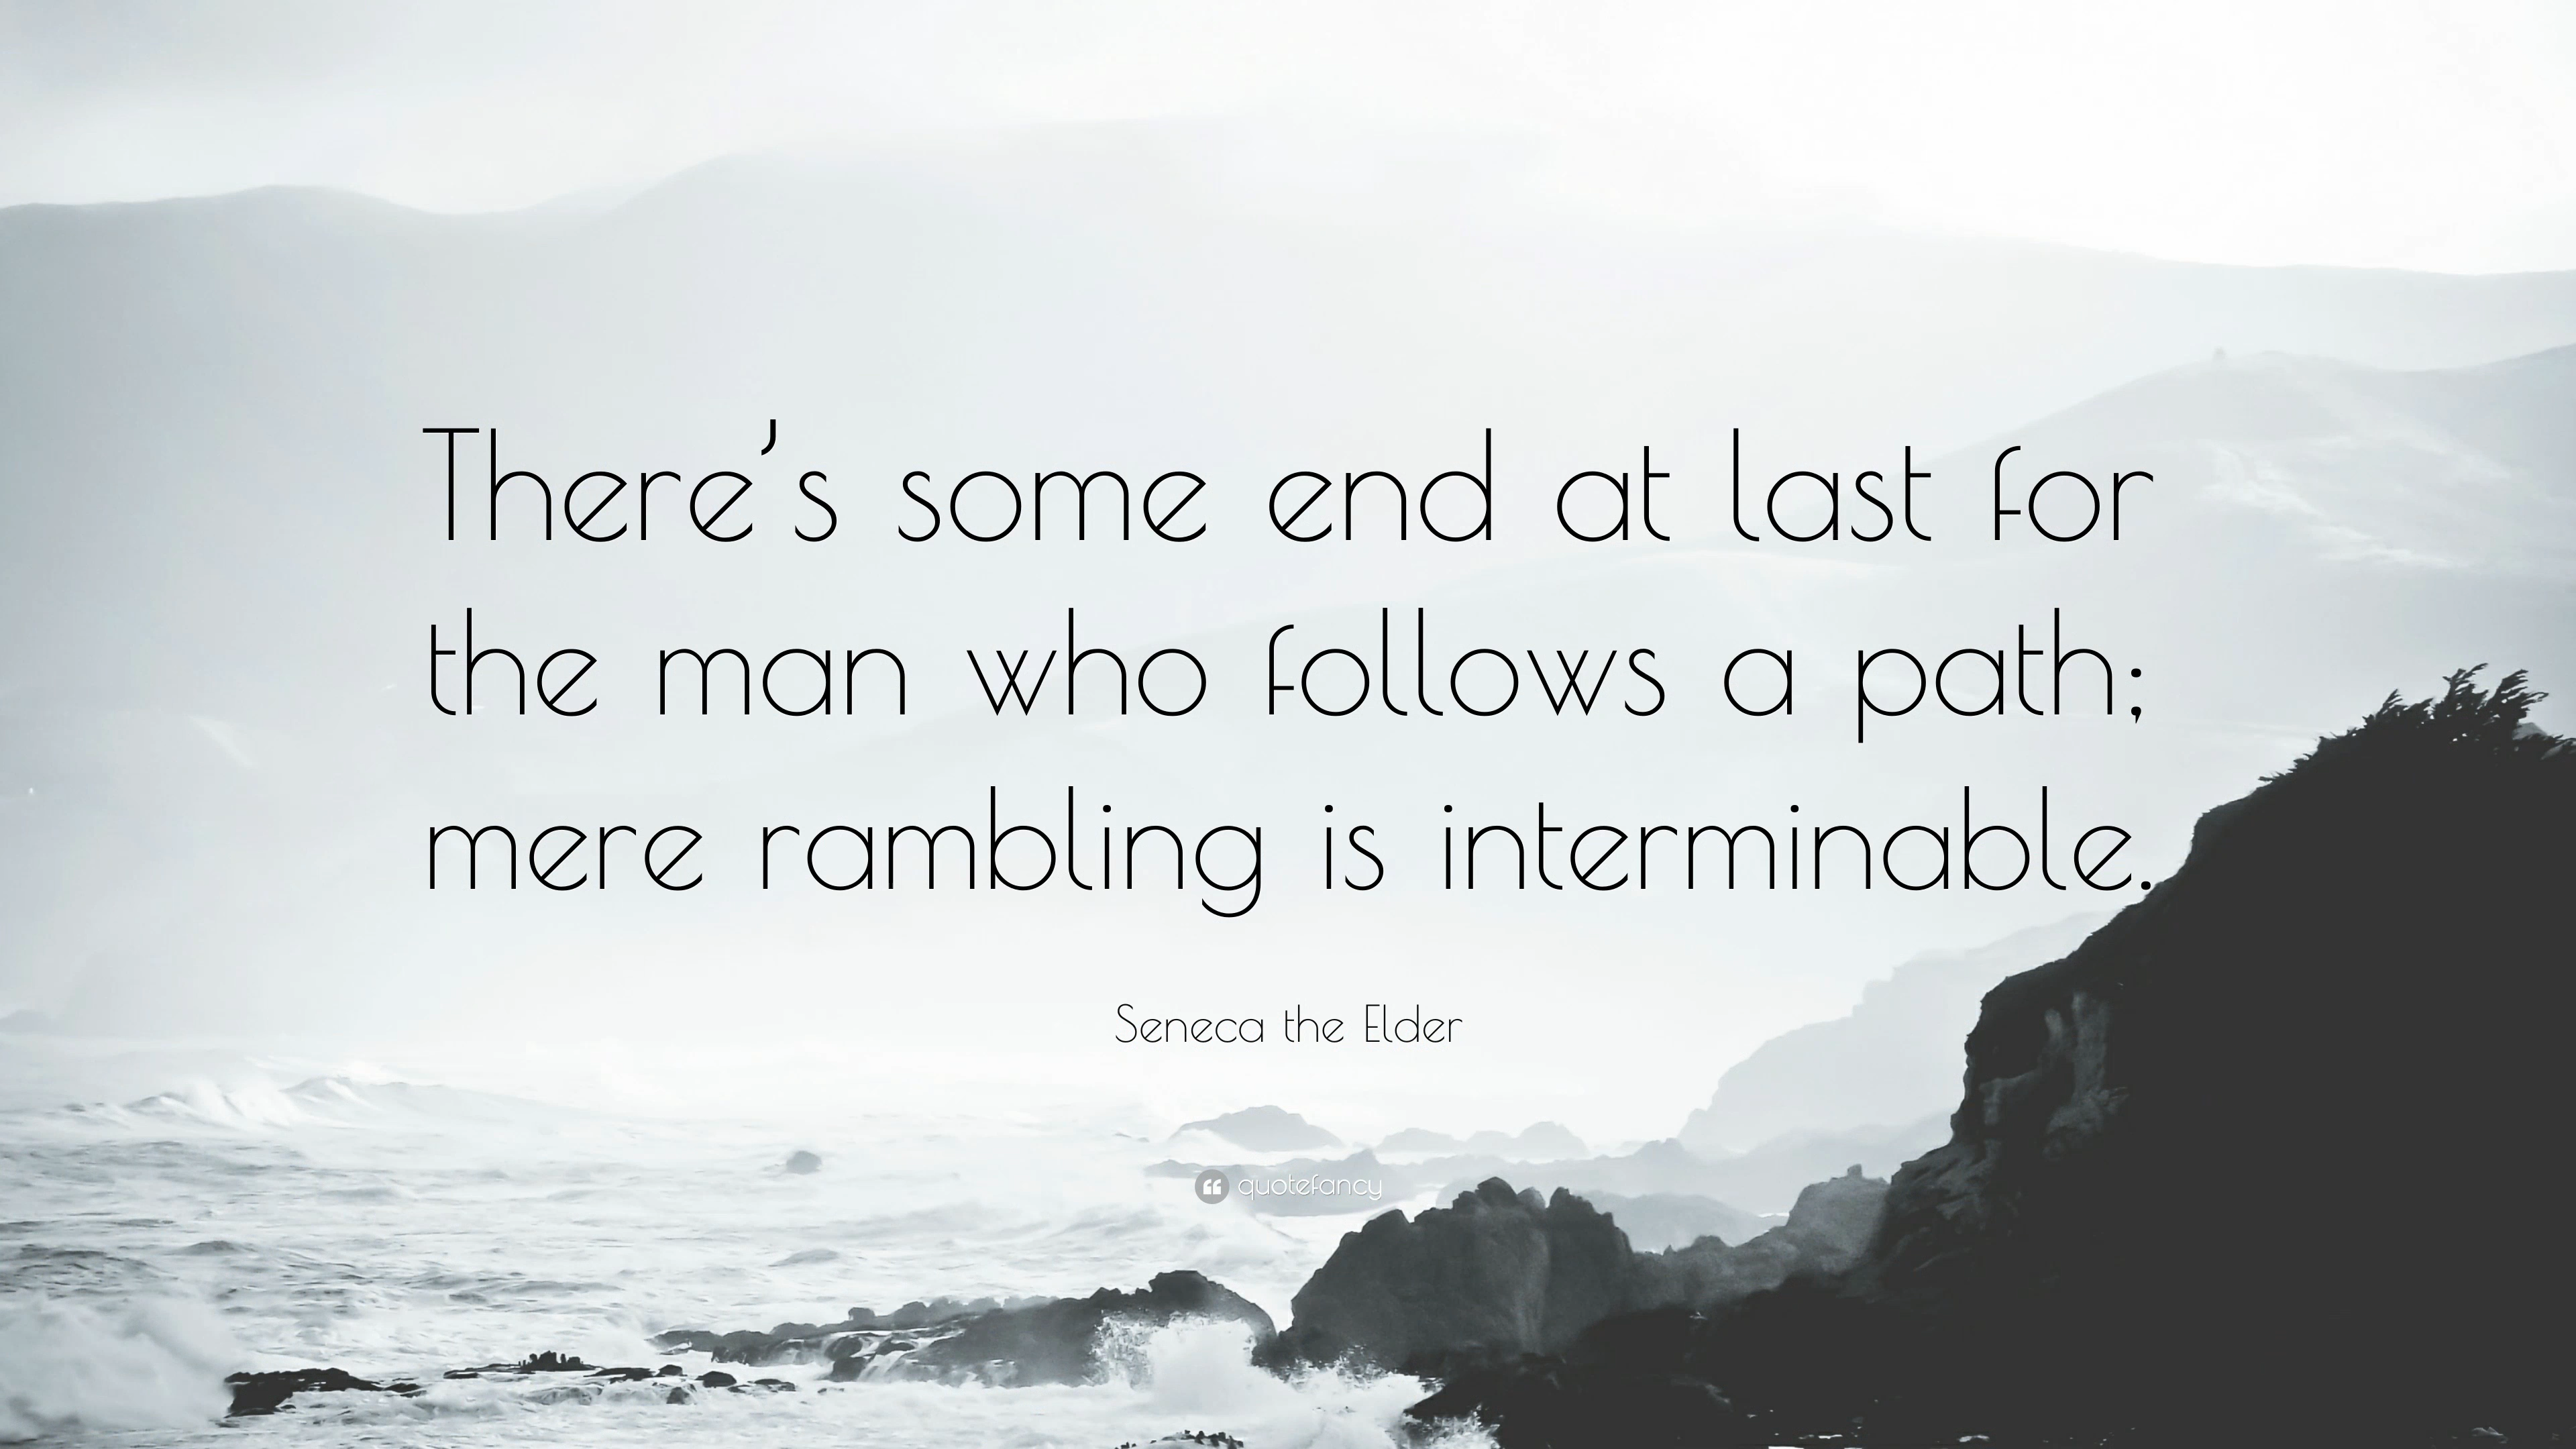 There’s some end at last for
the man who follows a path;
mere rambling is interminable.
Seneca the Elder
quotefancy